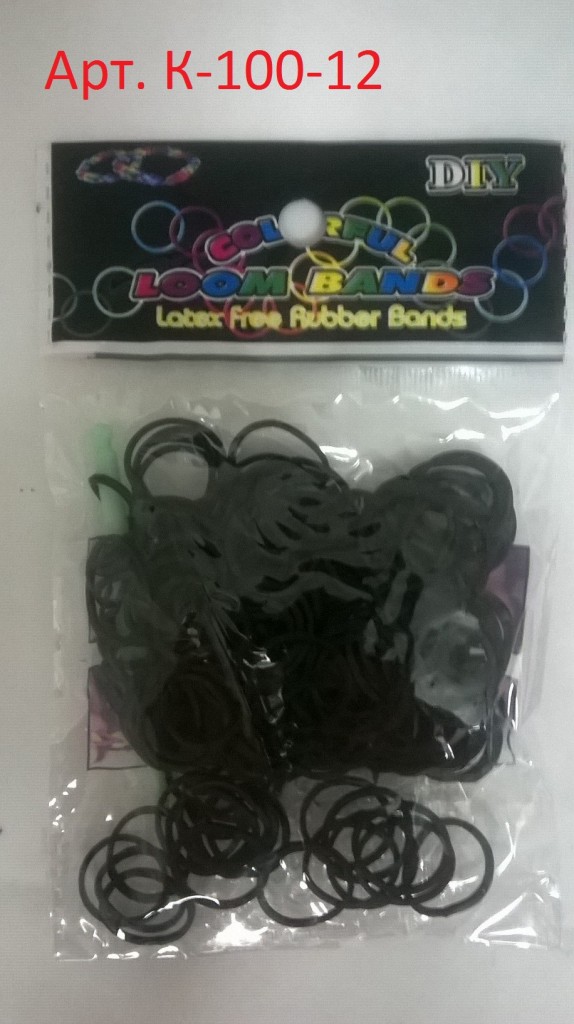 Арт. К-100-12
DIY
COLORFUL
LOOM BANDS
Latex Free Rubber Bands